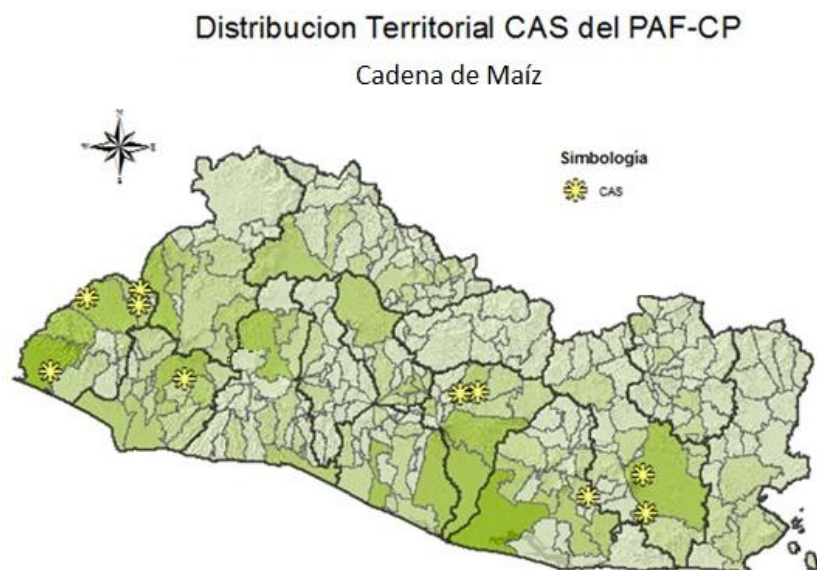 Distribucion Territorial CAS del PAF-CP
Cadena de Maíz
Simbología
CAS